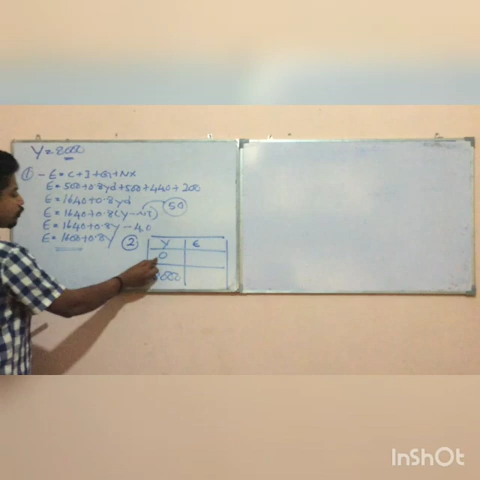 Y = 8000
① - E = C + I + G + NX
E = 500 + 0.8yd + 500 + 440 + 200
E = 1640 + 0.8yd
E = 1640 + 0.8(Y - NT) 50
E = 1640 + 0.8y - 40
E = 1600 + 0.8Y
② Y E
0
8000
InShOt